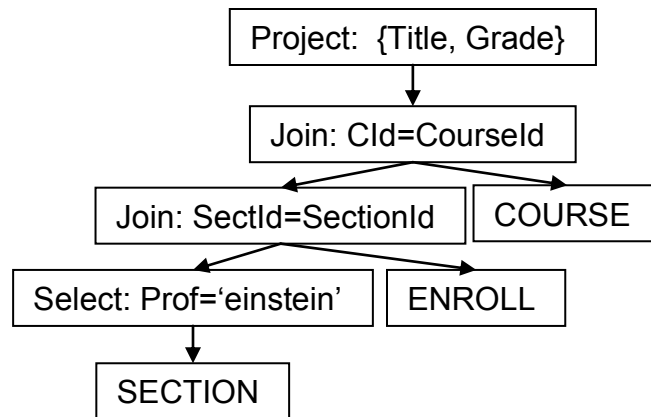 Project:  {Title, Grade}
Join: CId=CourseId
Join: SectId=SectionId
COURSE
Select: Prof=‘einstein’
ENROLL
SECTION